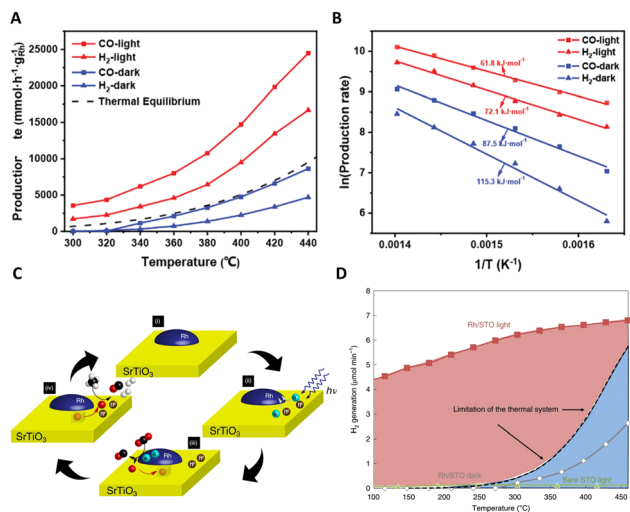 A
Production te (mmol·h⁻¹·g⁻¹Rh)
25000
20000
15000
10000
5000
0
300 320 340 360 380 400 420 440
Temperature (℃)
CO-light
H₂-light
CO-dark
H₂-dark
Thermal Equilibrium
B
ln(Production rate)
10
9
8
7
6
0.0014 0.0015 0.0016
1/T (K⁻¹)
CO-light
H₂-light
CO-dark
H₂-dark
61.8 kJ·mol⁻¹
72.1 kJ·mol⁻¹
87.5 kJ·mol⁻¹
115.3 kJ·mol⁻¹
C
(i)
Rh
SrTiO₃
(ii)
Rh
hν
H⁺
H⁺
SrTiO₃
(iii)
Rh
H⁺
H⁺
SrTiO₃
(iv)
Rh
H⁺
H⁺
SrTiO₃
D
H₂ generation (μmol min⁻¹)
8
7
6
5
4
3
2
1
0
100 150 200 250 300 350 400 450
Temperature (°C)
Rh/STO light
Limitation of the thermal system
Rh/STO dark
Bare STO light